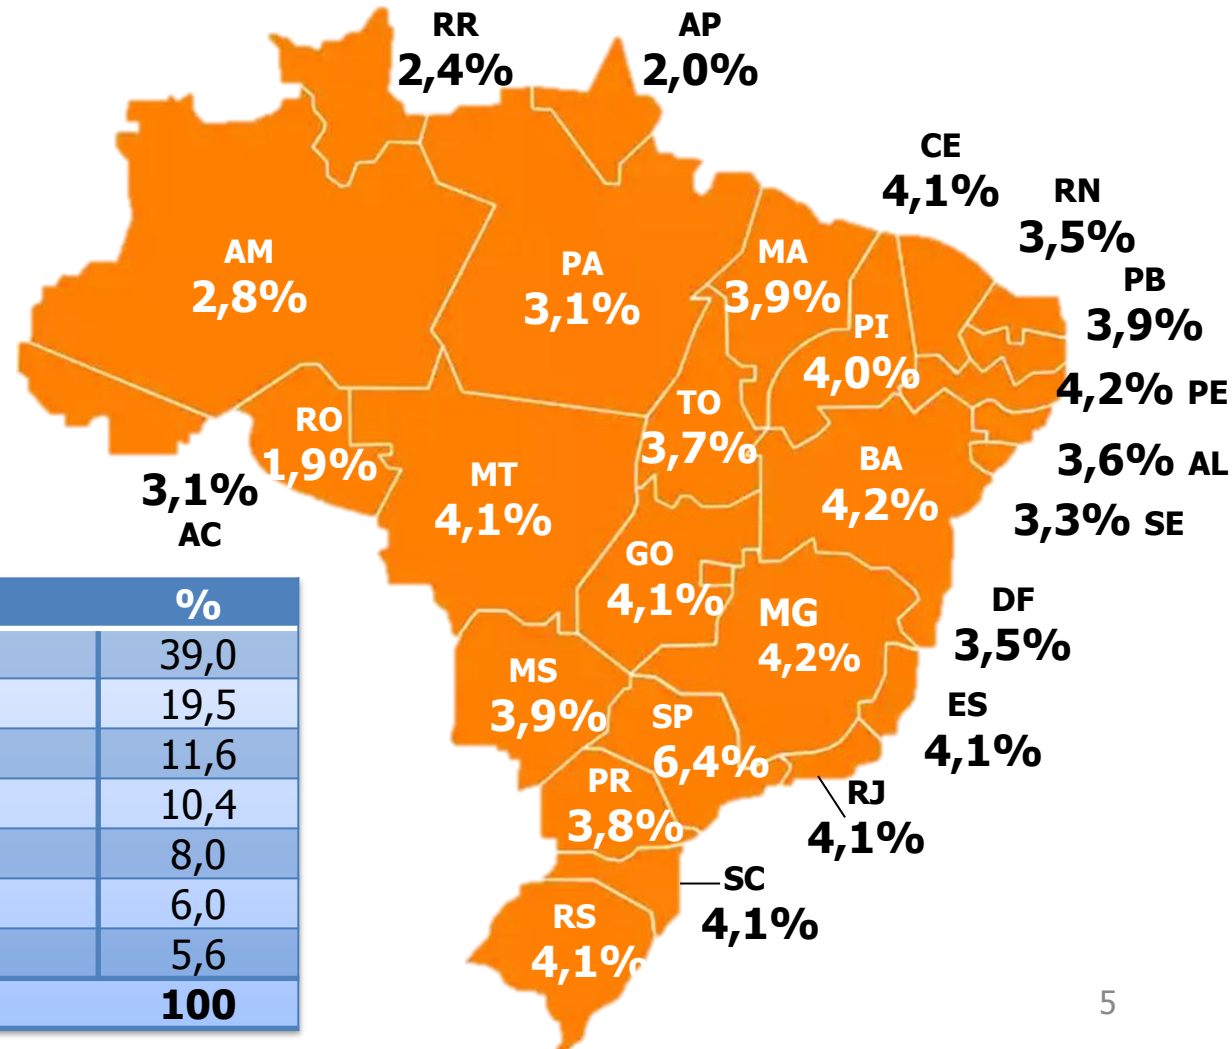 RR
2,4%
AP
2,0%
CE
4,1%
RN
3,5%
PB
3,9%
4,2% PE
3,6% AL
3,3% SE
AM
2,8%
PA
3,1%
MA
3,9%
PI
4,0%
TO
3,7%
RO
1,9%
3,1%
AC
MT
4,1%
BA
4,2%
GO
4,1%
DF
3,5%
MG
4,2%
ES
4,1%
MS
3,9%
SP
6,4%
RJ
4,1%
PR
3,8%
SC
4,1%
RS
4,1%
%
39,0
19,5
11,6
10,4
8,0
6,0
5,6
100
5